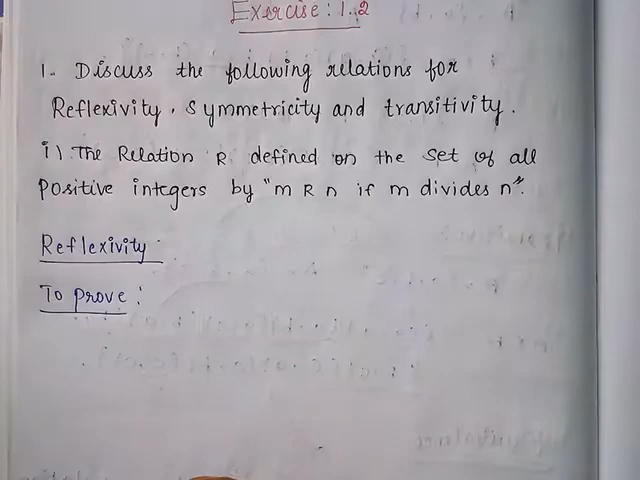 Exercise: 1.2
1. Discuss the following relations for
Reflexivity, Symmetricity and transitivity.
i) The Relation R defined on the set of all
positive integers by "m R n if m divides n".
Reflexivity
To prove: